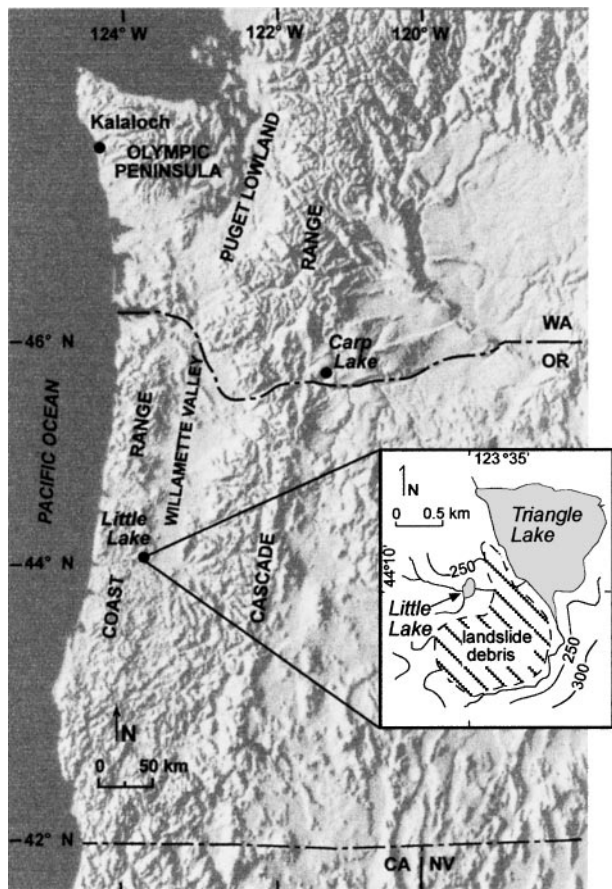 124° W
122° W
120° W
Kalaloch
OLYMPIC
PENINSULA
PUGET LOWLAND
RANGE
46° N
WA
OR
Carp
Lake
PACIFIC OCEAN
RANGE
WILLAMETTE VALLEY
Little
Lake
44° N
COAST
CASCADE
N
0 50 km
42° N
CA NV
123°35'
N
0 0.5 km
Triangle
Lake
44°10'
250
Little
Lake
landslide
debris
250
300